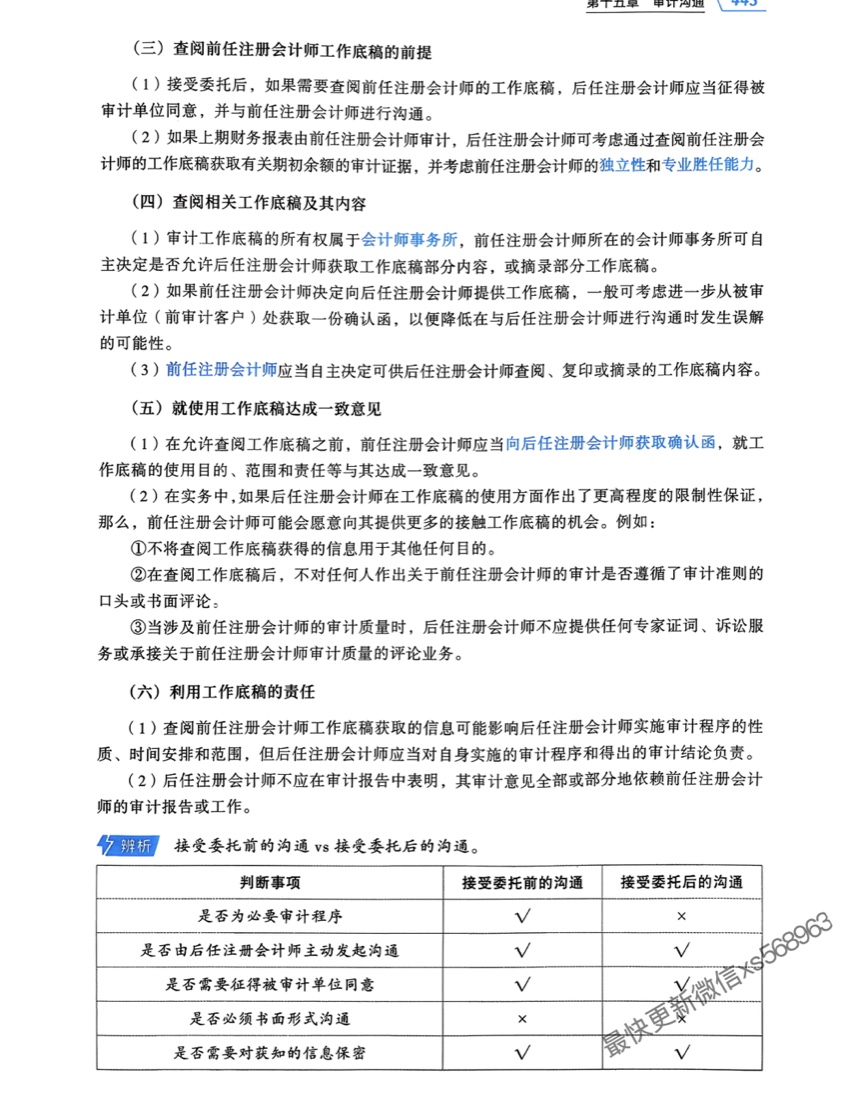 第十五章 审计沟通 443
（三）查阅前任注册会计师工作底稿的前提
（1）接受委托后，如果需要查阅前任注册会计师的工作底稿，后任注册会计师应当征得被
审计单位同意，并与前任注册会计师进行沟通。
（2）如果上期财务报表由前任注册会计师审计，后任注册会计师可考虑通过查阅前任注册会
计师的工作底稿获取有关期初余额的审计证据，并考虑前任注册会计师的独立性和专业胜任能力。
（四）查阅相关工作底稿及其内容
（1）审计工作底稿的所有权属于会计师事务所，前任注册会计师所在的会计师事务所可自
主决定是否允许后任注册会计师获取工作底稿部分内容，或摘录部分工作底稿。
（2）如果前任注册会计师决定向后任注册会计师提供工作底稿，一般可考虑进一步从被审
计单位（前审计客户）处获取一份确认函，以便降低在与后任注册会计师进行沟通时发生误解
的可能性。
（3）前任注册会计师应当自主决定可供后任注册会计师查阅、复印或摘录的工作底稿内容。
（五）就使用工作底稿达成一致意见
（1）在允许查阅工作底稿之前，前任注册会计师应当向后任注册会计师获取确认函，就工
作底稿的使用目的、范围和责任等与其达成一致意见。
（2）在实务中，如果后任注册会计师在工作底稿的使用方面作出了更高程度的限制性保证，
那么，前任注册会计师可能会愿意向其提供更多的接触工作底稿的机会。例如：
①不将查阅工作底稿获得的信息用于其他任何目的。
②在查阅工作底稿后，不对任何人作出关于前任注册会计师的审计是否遵循了审计准则的
口头或书面评论。
③当涉及前任注册会计师的审计质量时，后任注册会计师不应提供任何专家证词、诉讼服
务或承接关于前任注册会计师审计质量的评论业务。
（六）利用工作底稿的责任
（1）查阅前任注册会计师工作底稿获取的信息可能影响后任注册会计师实施审计程序的性
质、时间安排和范围，但后任注册会计师应当对自身实施的审计程序和得出的审计结论负责。
（2）后任注册会计师不应在审计报告中表明，其审计意见全部或部分地依赖前任注册会计
师的审计报告或工作。
辨析 接受委托前的沟通 vs 接受委托后的沟通。
判断事项 接受委托前的沟通 接受委托后的沟通
是否为必要审计程序 √ ×
是否由后任注册会计师主动发起沟通 √ √
是否需要征得被审计单位同意 √ √
是否必须书面形式沟通 × ×
是否需要对获知的信息保密 √ √
最快更新微信xs568963